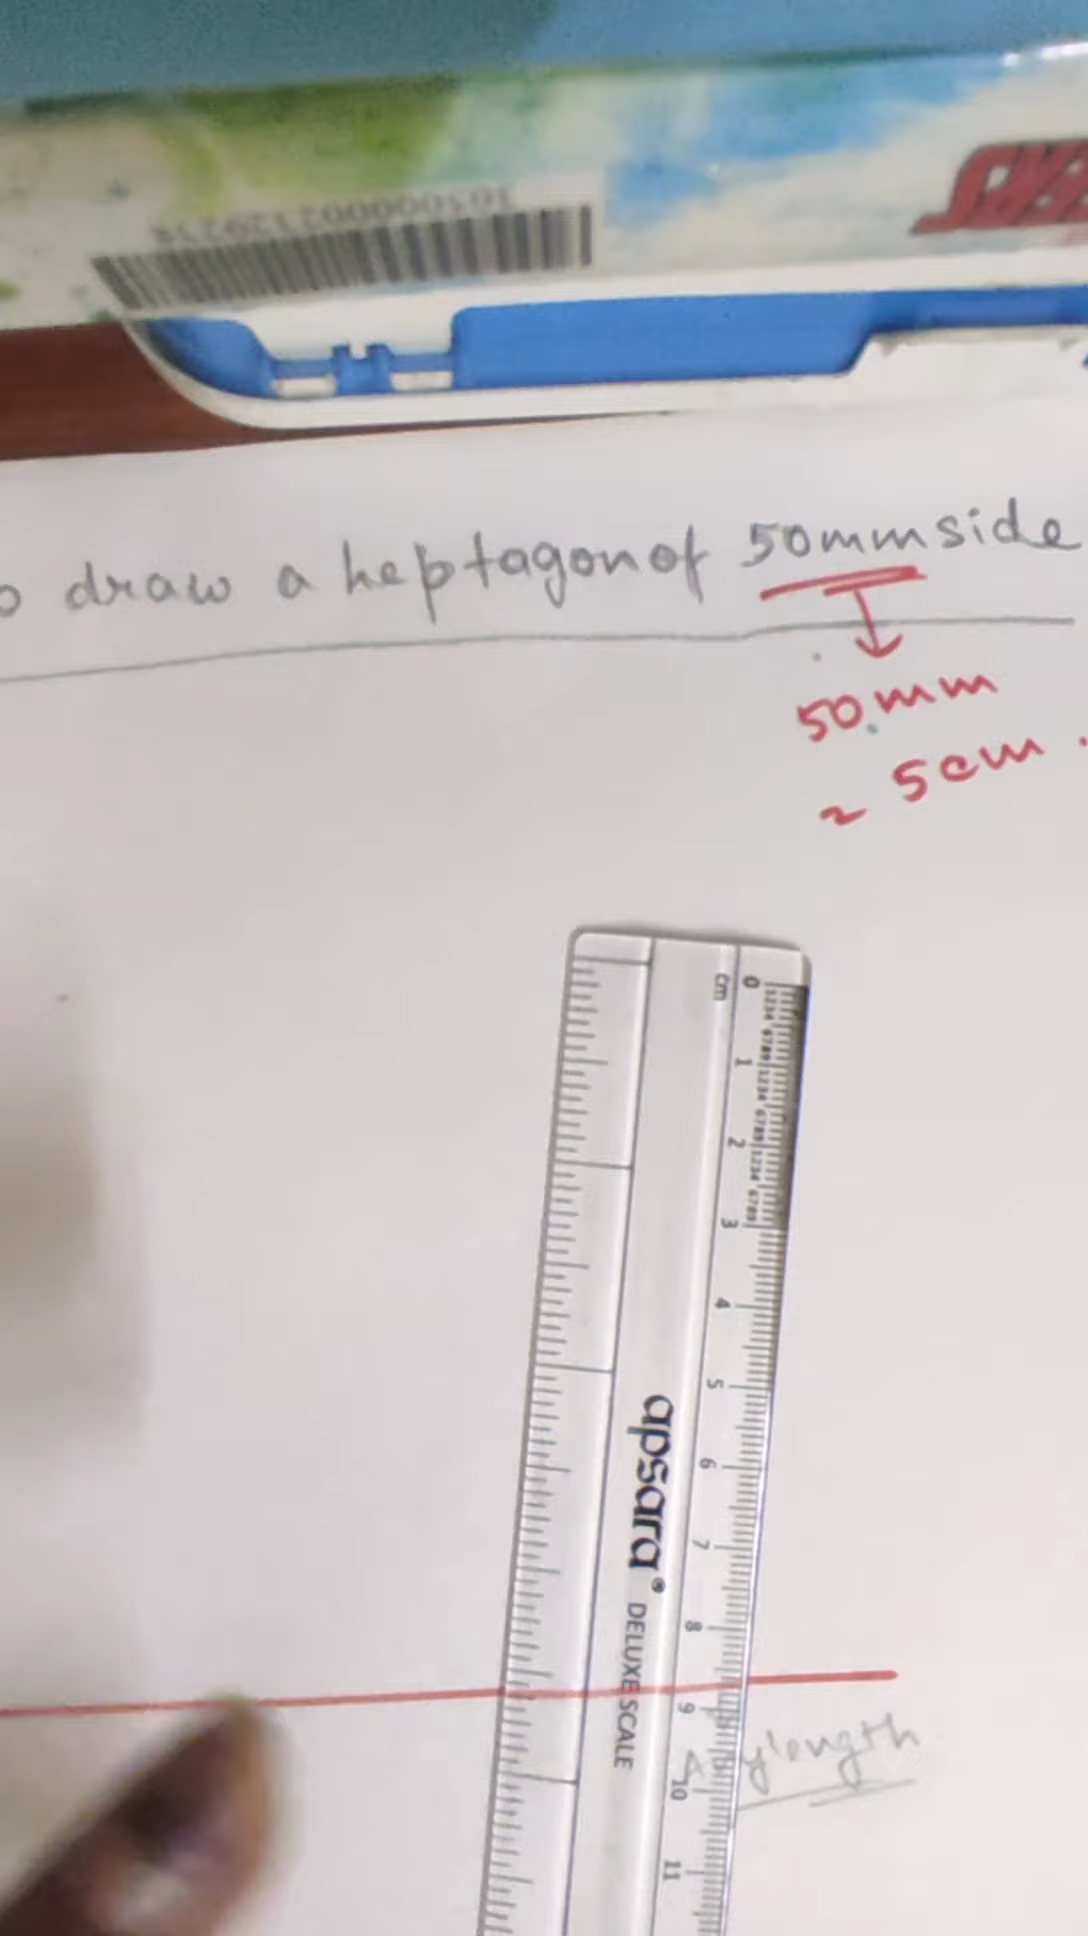 o draw a heptagon of 50mm side
50mm
= 5cm.
cm 0 1 2 3 4 5 6 7 8 9 10 11
apsara® DELUXE SCALE
Any length